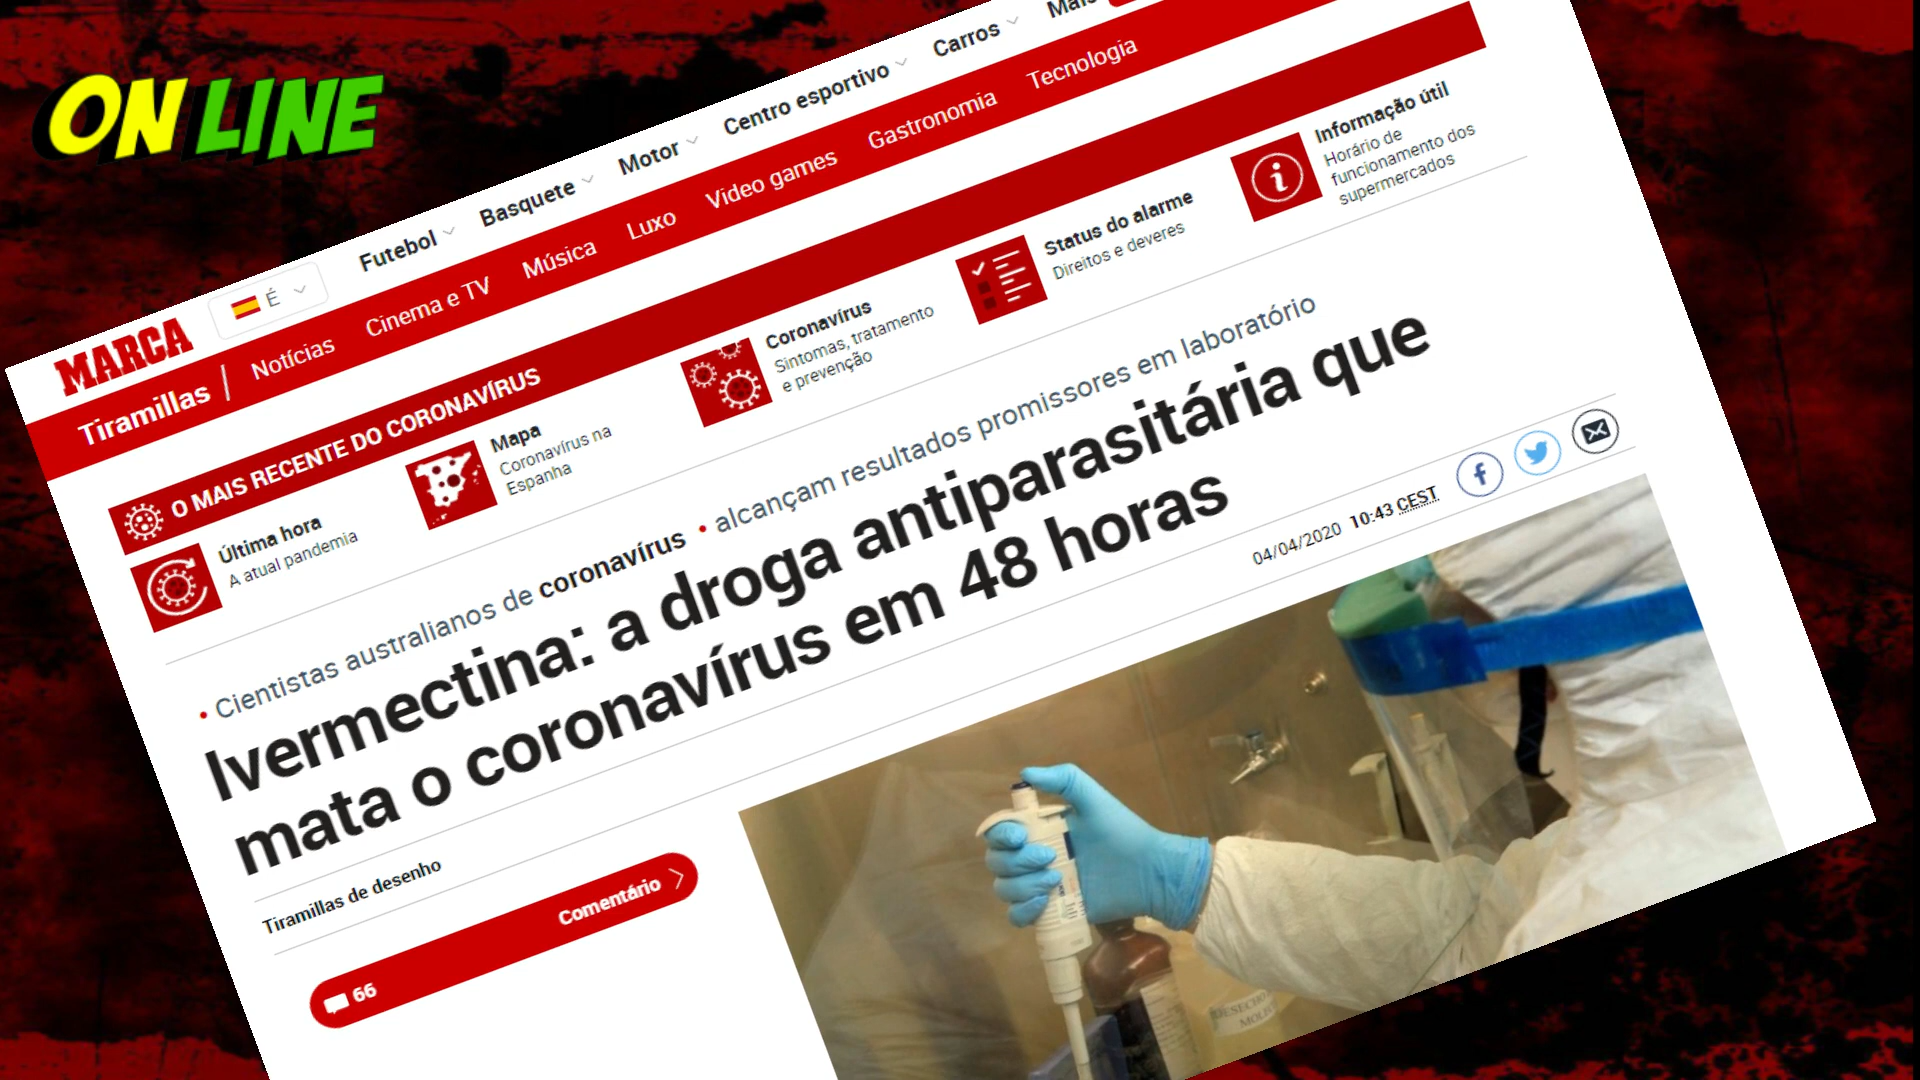 ON LINE
MARCA
É
Futebol
Basquete
Motor
Centro esportivo
Carros
Tiramillas
Notícias
Cinema e TV
Música
Luxo
Vídeo games
Gastronomia
Tecnologia
O MAIS RECENTE DO CORONAVÍRUS
Última hora
A atual pandemia
Mapa
Coronavírus na
Espanha
Coronavírus
Sintomas, tratamento
e prevenção
Status do alarme
Direitos e deveres
Informação útil
Horário de
funcionamento dos
supermercados
• Cientistas australianos de coronavírus • alcançam resultados promissores em laboratório
Ivermectina: a droga antiparasitária que
mata o coronavírus em 48 horas
Tiramillas de desenho
04/04/2020 10:43 CEST
66
Comentário